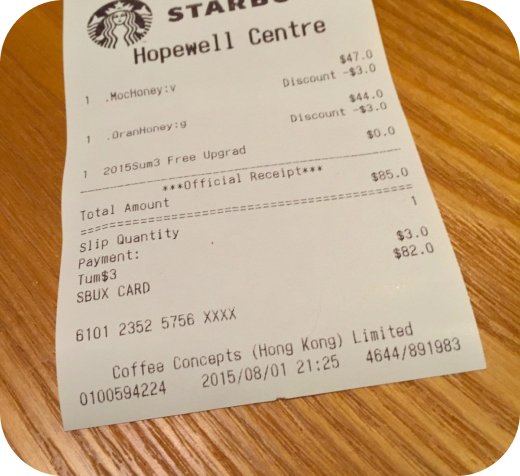 Hopewell Centre
$47.0
1 .MocHoney:v Discount -$3.0
$44.0
1 .OranHoney:g Discount -$3.0
$0.0
1 2015Sum3 Free Upgrad
***Official Receipt***
Total Amount $85.0
Slip Quantity 1
Payment:
Tum$3 $3.0
SBUX CARD $82.0
6101 2352 5756 XXXX
Coffee Concepts (Hong Kong) Limited
0100594224 2015/08/01 21:25 4644/891983